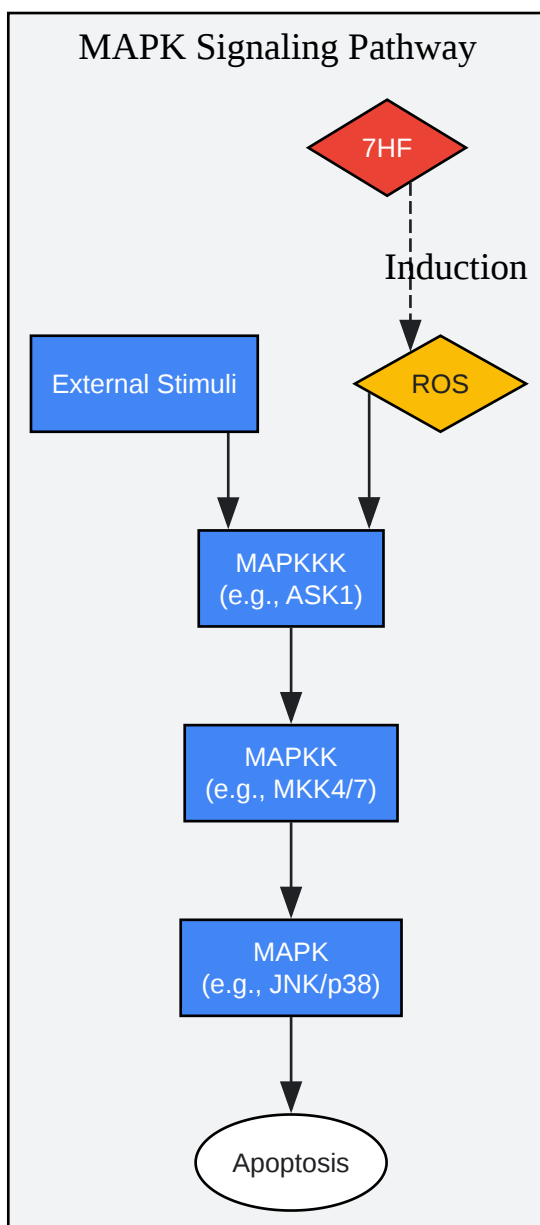 MAPK Signaling Pathway
7HF
Induction
External Stimuli
ROS
MAPKKK
(e.g., ASK1)
MAPKK
(e.g., MKK4/7)
MAPK
(e.g., JNK/p38)
Apoptosis